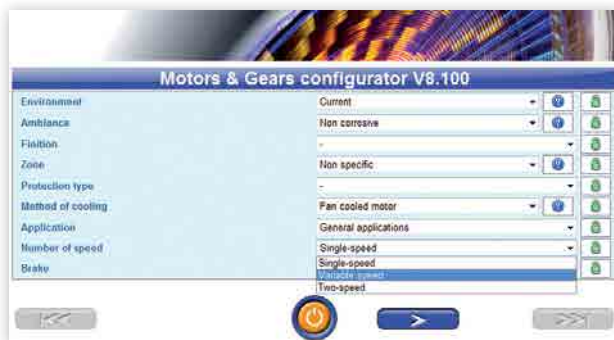 Motors & Gears configurator V8.100
Environment Current
Ambiance Non corrosive
Finition -
Zone Non specific
Protection type -
Method of cooling Fan cooled motor
Application General applications
Number of speed Single-speed
Brake Single-speed
Variable speed
Two-speed